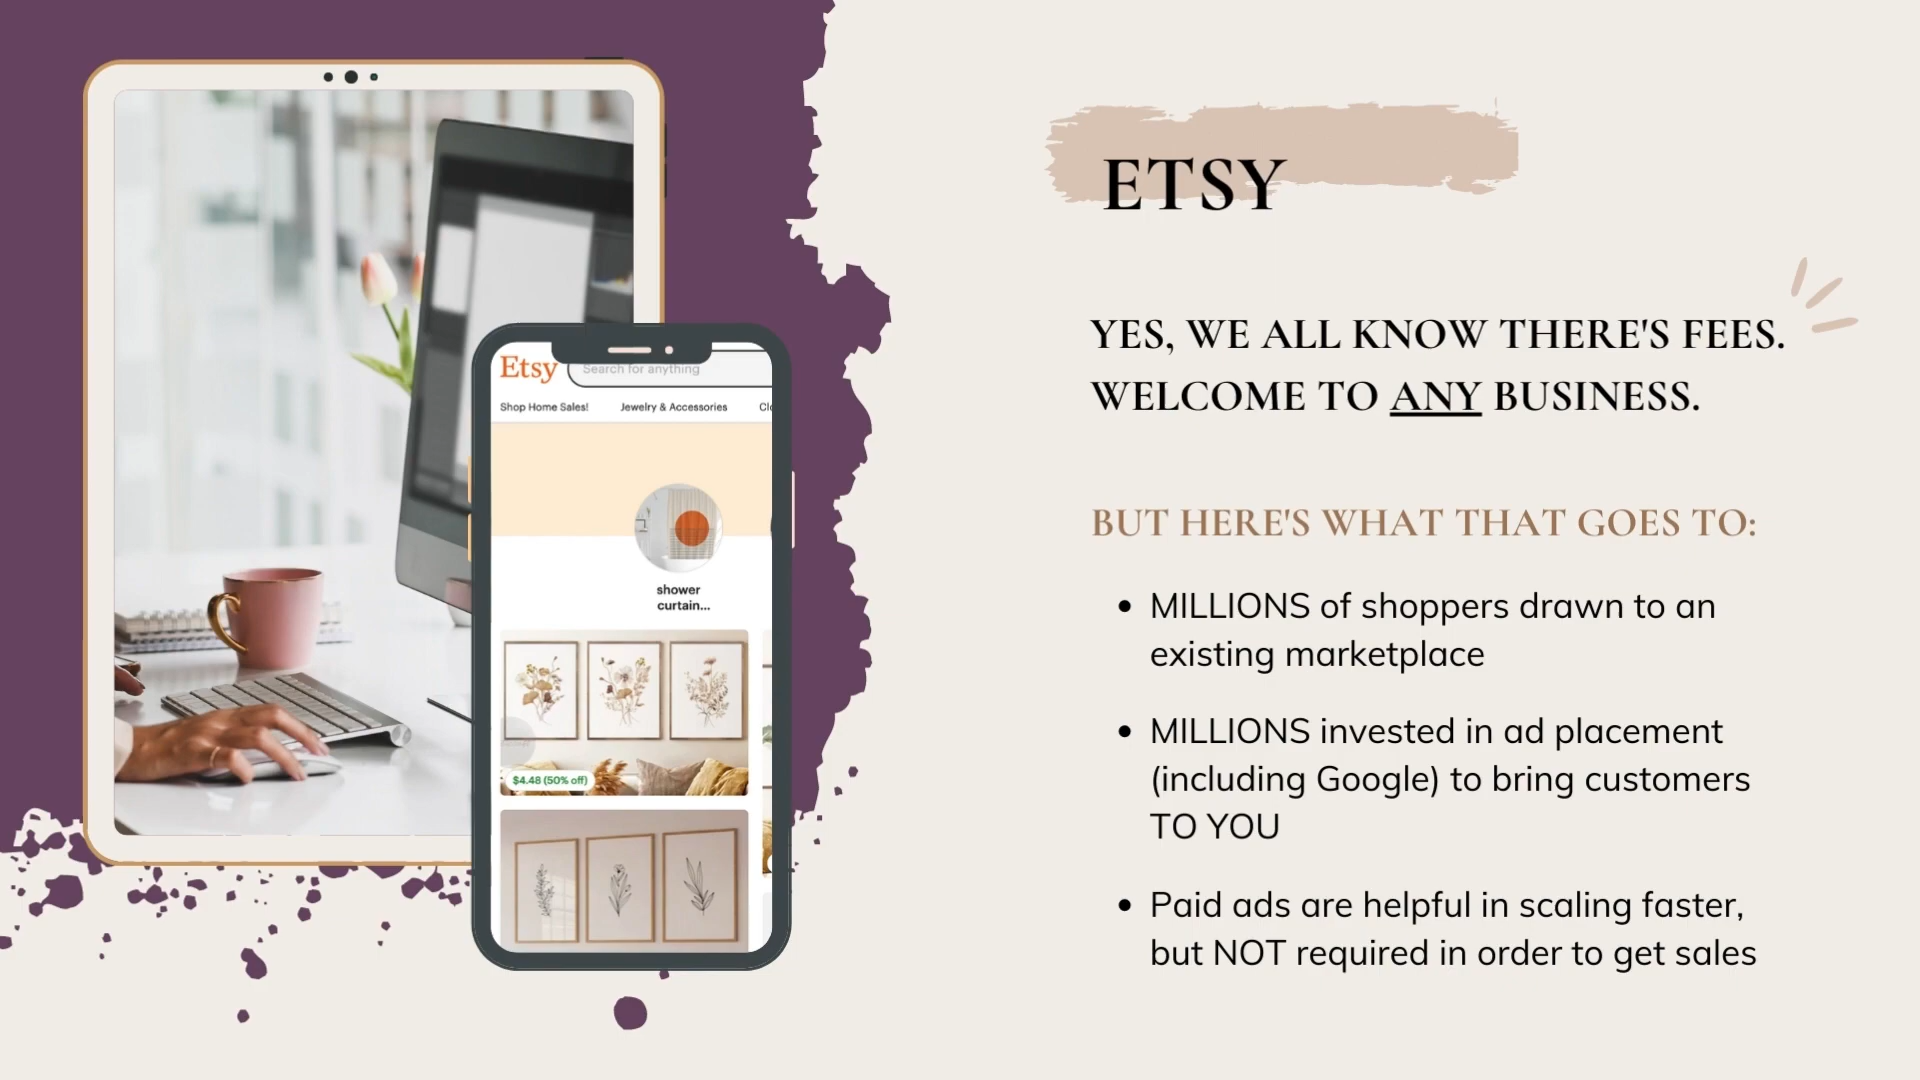 ETSY
YES, WE ALL KNOW THERE'S FEES.
WELCOME TO ANY BUSINESS.
BUT HERE'S WHAT THAT GOES TO:
• MILLIONS of shoppers drawn to an
existing marketplace
• MILLIONS invested in ad placement
(including Google) to bring customers
TO YOU
• Paid ads are helpful in scaling faster,
but NOT required in order to get sales
Etsy
Search for anything
Shop Home Sales! Jewelry & Accessories
shower
curtain...
$4.48 (50% off)